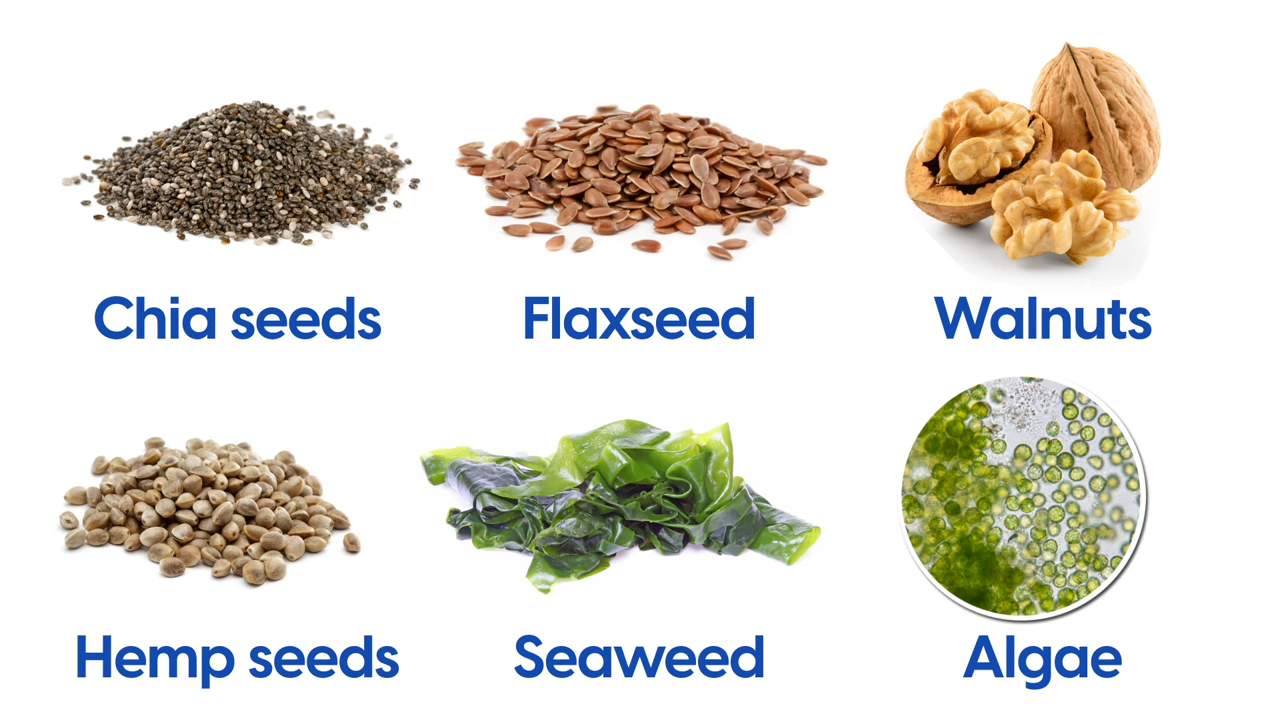 Chia seeds
Flaxseed
Walnuts
Hemp seeds
Seaweed
Algae